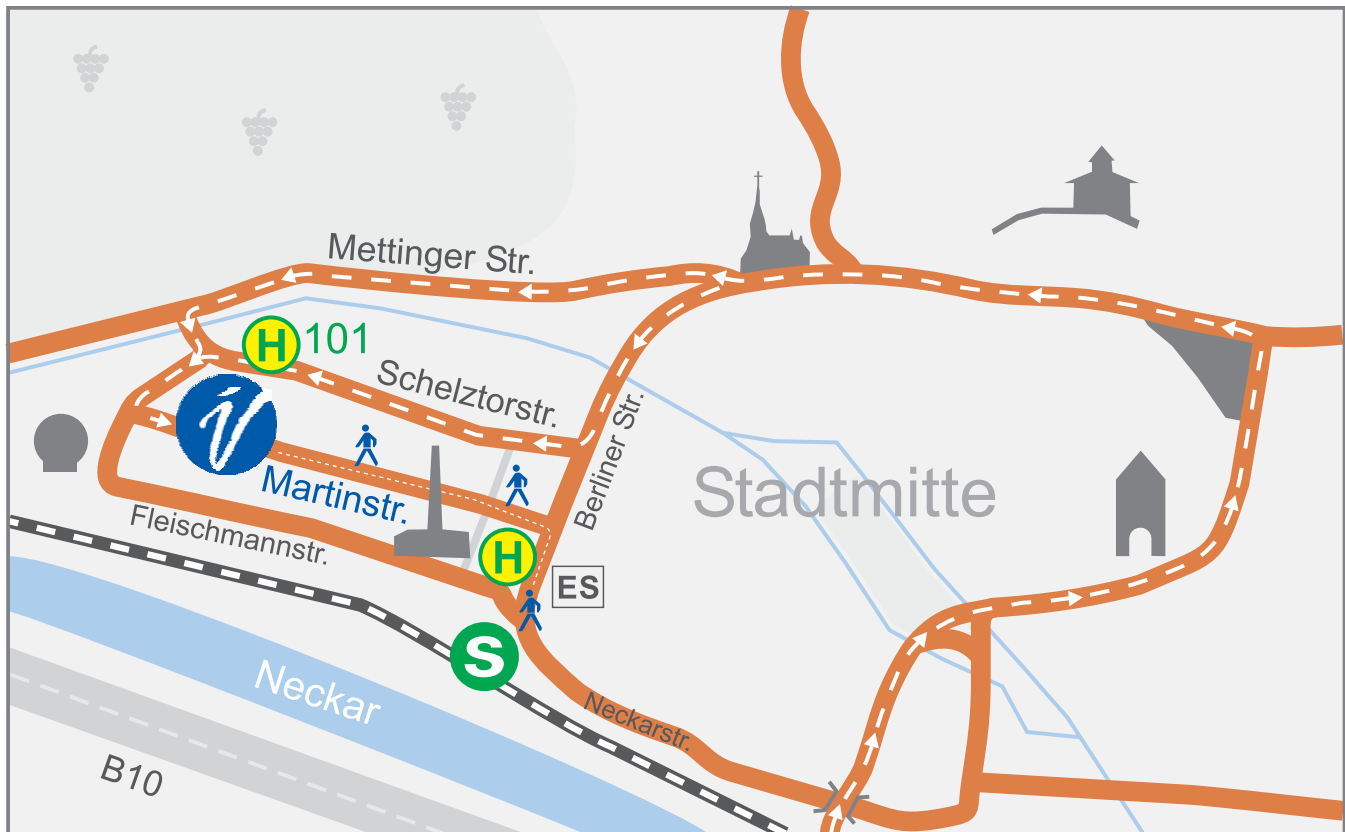 Mettinger Str.
H 101
Schelztorstr.
Berliner Str.
Martinstr.
Stadtmitte
Fleischmannstr.
H
ES
S
Neckar
Neckarstr.
B10